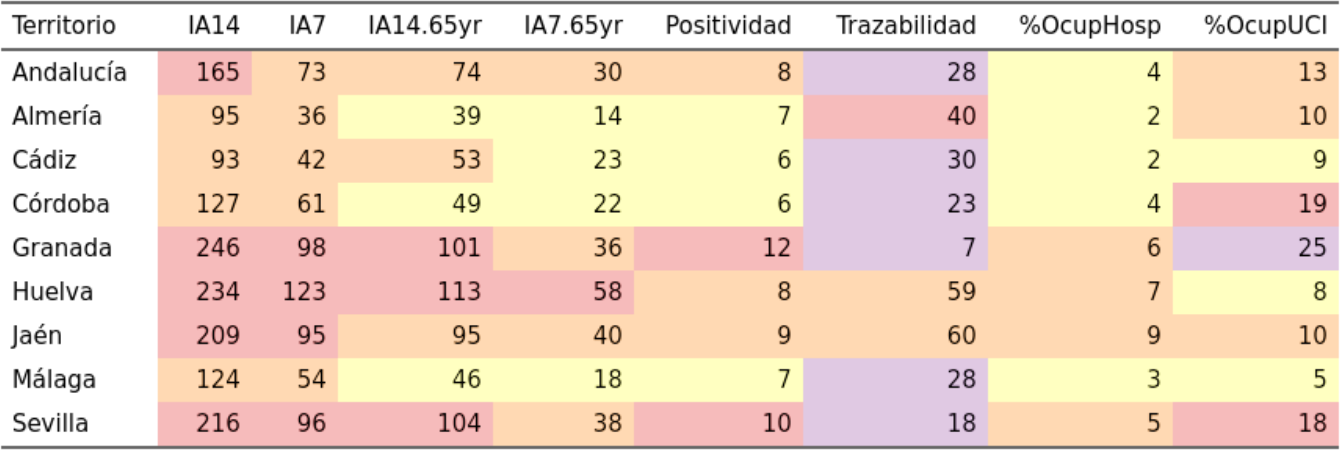 Territorio IA14 IA7 IA14.65yr IA7.65yr Positividad Trazabilidad %OcupHosp %OcupUCI
Andalucía 165 73 74 30 8 28 4 13
Almería 95 36 39 14 7 40 2 10
Cádiz 93 42 53 23 6 30 2 9
Córdoba 127 61 49 22 6 23 4 19
Granada 246 98 101 36 12 7 6 25
Huelva 234 123 113 58 8 59 7 8
Jaén 209 95 95 40 9 60 9 10
Málaga 124 54 46 18 7 28 3 5
Sevilla 216 96 104 38 10 18 5 18